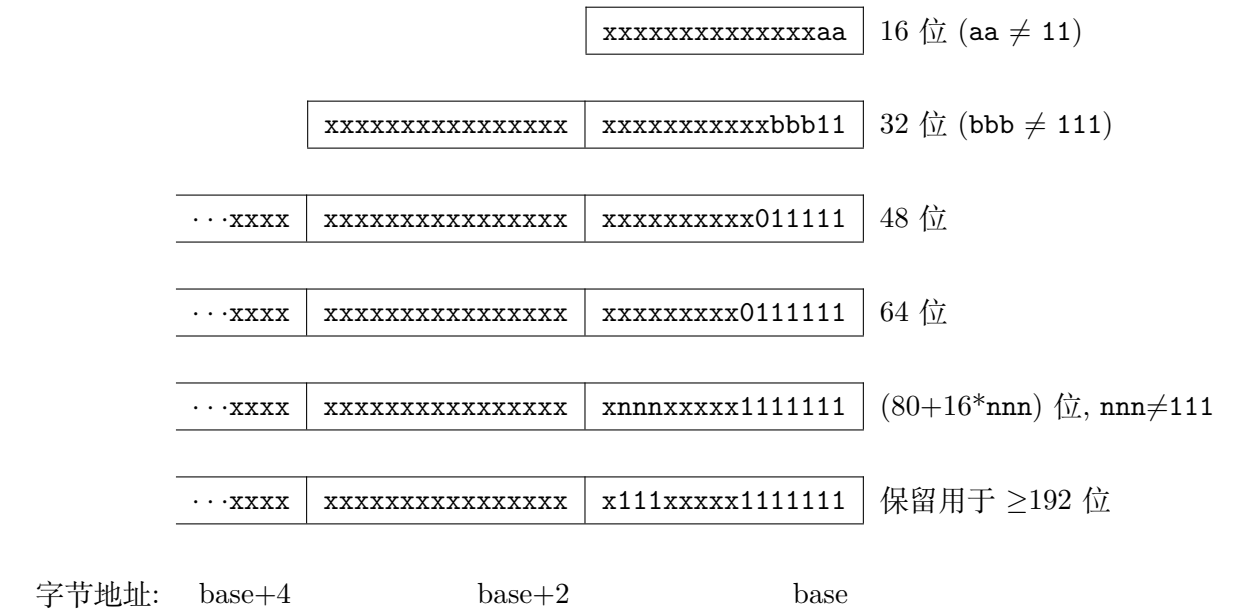 xxxxxxxxxxxxxxaa 16 位 (aa ≠ 11)
xxxxxxxxxxxxxxxx xxxxxxxxxxxbbb11 32 位 (bbb ≠ 111)
···xxxx xxxxxxxxxxxxxxxx xxxxxxxxxx011111 48 位
···xxxx xxxxxxxxxxxxxxxx xxxxxxxxx0111111 64 位
···xxxx xxxxxxxxxxxxxxxx xnnnxxxxx1111111 (80+16*nnn) 位, nnn≠111
···xxxx xxxxxxxxxxxxxxxx x111xxxxx1111111 保留用于 ≥192 位
字节地址: base+4 base+2 base